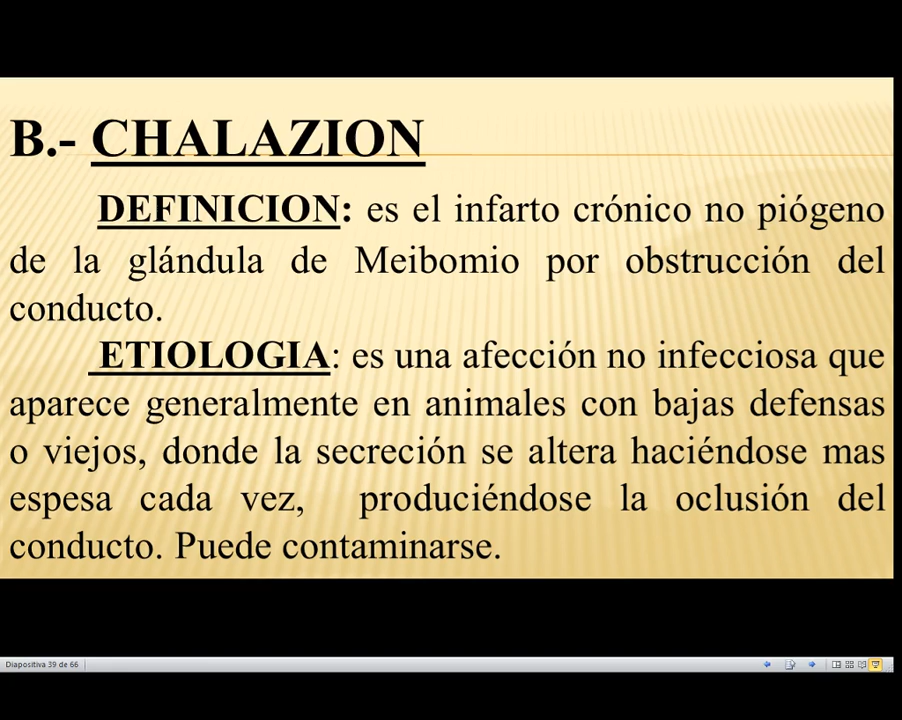 B.- CHALAZION
DEFINICION: es el infarto crónico no piógeno
de la glándula de Meibomio por obstrucción del
conducto.
ETIOLOGIA: es una afección no infecciosa que
aparece generalmente en animales con bajas defensas
o viejos, donde la secreción se altera haciéndose mas
espesa cada vez, produciéndose la oclusión del
conducto. Puede contaminarse.
Diapositiva 39 de 66